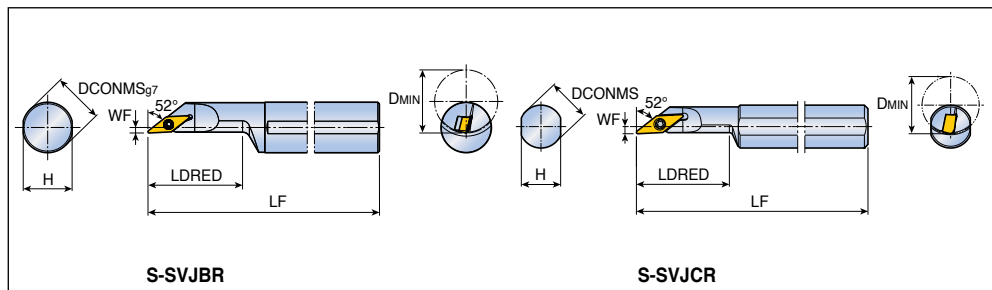 DCONMSg7
52°
WF
H
LDRED
LF
DMIN
S-SVJBR
DCONMS
52°
WF
H
LDRED
LF
DMIN
S-SVJCR